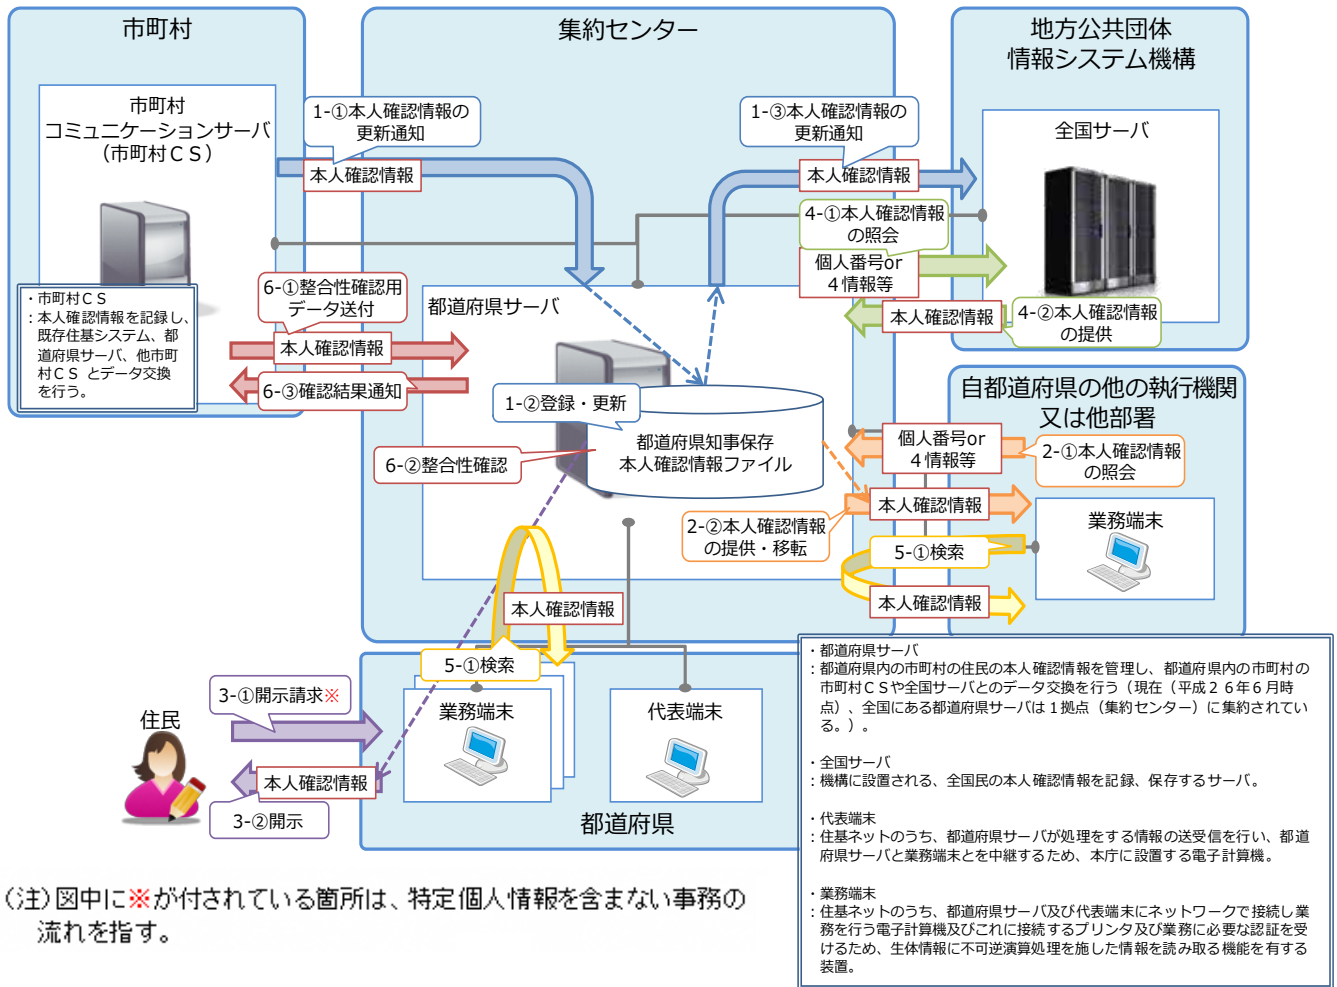 市町村
集約センター
地方公共団体
情報システム機構
市町村
コミュニケーションサーバ
（市町村ＣＳ）
1-①本人確認情報の
更新通知
本人確認情報
1-③本人確認情報の
更新通知
本人確認情報
全国サーバ
4-①本人確認情報
の照会
個人番号or
４情報等
本人確認情報
4-②本人確認情報
の提供
・市町村ＣＳ
：本人確認情報を記録し、
既存住基システム、都
道府県サーバ、他市町
村ＣＳ とデータ交換
を行う。
6-①整合性確認用
データ送付
本人確認情報
6-③確認結果通知
都道府県サーバ
1-②登録・更新
都道府県知事保存
本人確認情報ファイル
6-②整合性確認
自都道府県の他の執行機関
又は他部署
個人番号or
４情報等
2-①本人確認情報
の照会
本人確認情報
2-②本人確認情報
の提供・移転
業務端末
5-①検索
本人確認情報
本人確認情報
5-①検索
3-①開示請求※
住民
本人確認情報
3-②開示
業務端末
代表端末
都道府県
・都道府県サーバ
：都道府県内の市町村の住民の本人確認情報を管理し、都道府県内の市町村の
市町村ＣＳや全国サーバとのデータ交換を行う（現在（平成２６年６月時
点）、全国にある都道府県サーバは１拠点（集約センター）に集約されてい
る。）。
・全国サーバ
：機構に設置される、全国民の本人確認情報を記録、保存するサーバ。
・代表端末
：住基ネットのうち、都道府県サーバが処理をする情報の送受信を行い、都道
府県サーバと業務端末とを中継するため、本庁に設置する電子計算機。
・業務端末
：住基ネットのうち、都道府県サーバ及び代表端末にネットワークで接続し業
務を行う電子計算機及びこれに接続するプリンタ及び業務に必要な認証を受
けるため、生体情報に不可逆演算処理を施した情報を読み取る機能を有する
装置。
（注）図中に※が付されている箇所は、特定個人情報を含まない事務の
流れを指す。